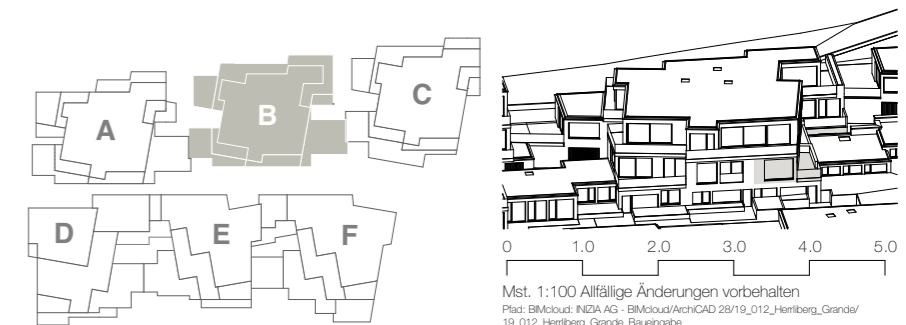 A
B
C
D
E
F
0 1.0 2.0 3.0 4.0 5.0
Mst. 1:100 Allfällige Änderungen vorbehalten
Pfad: BIMcloud: INIZIA AG - BIMcloud/ArchiCAD 28/19_012_Herrliberg_Grande/
19_012_Herrliberg_Grande_Baueingabe